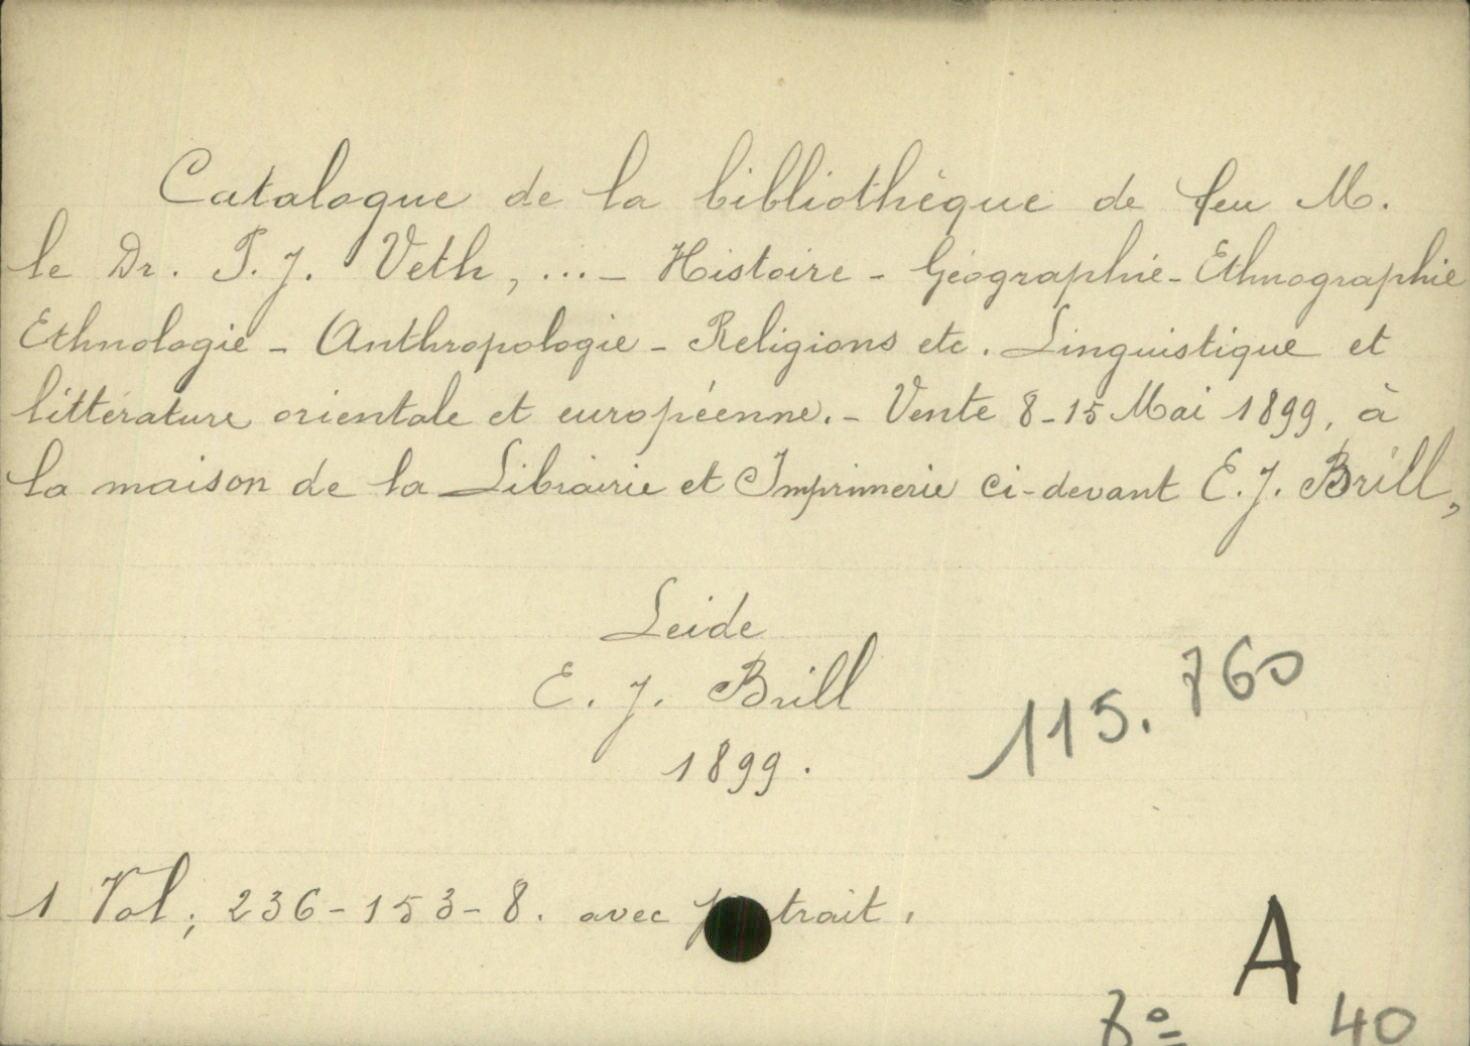 Catalogue de la bibliothèque de feu M.
le Dr. P. J. Veth, ... - Histoire - Géographie - Ethnographie
Ethnologie - Anthropologie - Religions etc. Linguistique et
littérature orientale et européenne. - Vente 8-15 Mai 1899, à
la maison de la Librairie et Imprimerie ci-devant E. J. Brill,
Leide
E. J. Brill
1899.
115.760
1 Vol; 236-153-8. avec p trait.
A
40